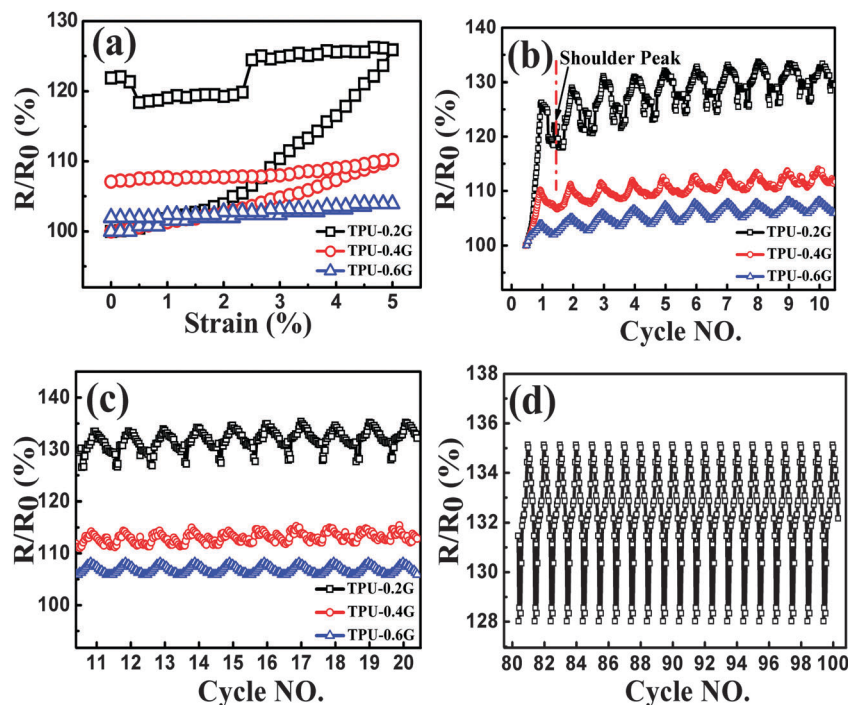 (a)
130
120
110
100
R/R0 (%)
0 1 2 3 4 5
Strain (%)
TPU-0.2G
TPU-0.4G
TPU-0.6G
(b)
Shoulder Peak
140
130
120
110
100
R/R0 (%)
1 2 3 4 5 6 7 8 9 10
Cycle NO.
TPU-0.2G
TPU-0.4G
TPU-0.6G
(c)
140
130
115
110
105
100
R/R0 (%)
11 12 13 14 15 16 17 18 19 20
Cycle NO.
TPU-0.2G
TPU-0.4G
TPU-0.6G
(d)
138
136
134
132
130
128
R/R0 (%)
80 82 84 86 88 90 92 94 96 98 100
Cycle NO.